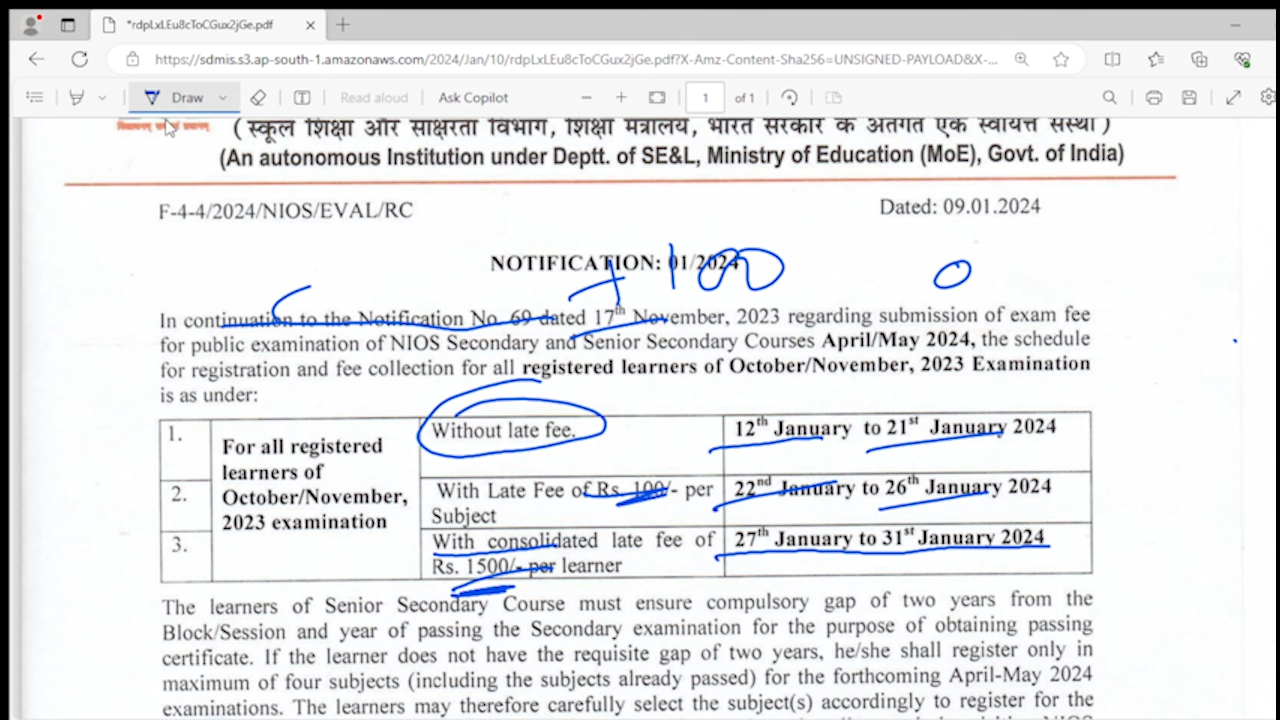 *rdpLxLEu8cToCGux2jGe.pdf
https://sdmis.s3.ap-south-1.amazonaws.com/2024/Jan/10/rdpLxLEu8cToCGux2jGe.pdf?X-Amz-Content-Sha256=UNSIGNED-PAYLOAD&X-...
Draw Read aloud Ask Copilot 1 of 1
(स्कूल शिक्षा और साक्षरता विभाग, शिक्षा मंत्रालय, भारत सरकार के अंतर्गत एक स्वायत्त संस्था)
(An autonomous Institution under Deptt. of SE&L, Ministry of Education (MoE), Govt. of India)
F-4-4/2024/NIOS/EVAL/RC Dated: 09.01.2024
NOTIFICATION: 01/2024
+100
In continuation to the Notification No. 69 dated 17th November, 2023 regarding submission of exam fee
for public examination of NIOS Secondary and Senior Secondary Courses April/May 2024, the schedule
for registration and fee collection for all registered learners of October/November, 2023 Examination
is as under:
1. For all registered learners of October/November, 2023 examination
Without late fee. 12th January to 21st January 2024
2. With Late Fee of Rs. 100/- per Subject 22nd January to 26th January 2024
3. With consolidated late fee of Rs. 1500/- per learner 27th January to 31st January 2024
The learners of Senior Secondary Course must ensure compulsory gap of two years from the
Block/Session and year of passing the Secondary examination for the purpose of obtaining passing
certificate. If the learner does not have the requisite gap of two years, he/she shall register only in
maximum of four subjects (including the subjects already passed) for the forthcoming April-May 2024
examinations. The learners may therefore carefully select the subject(s) accordingly to register for the